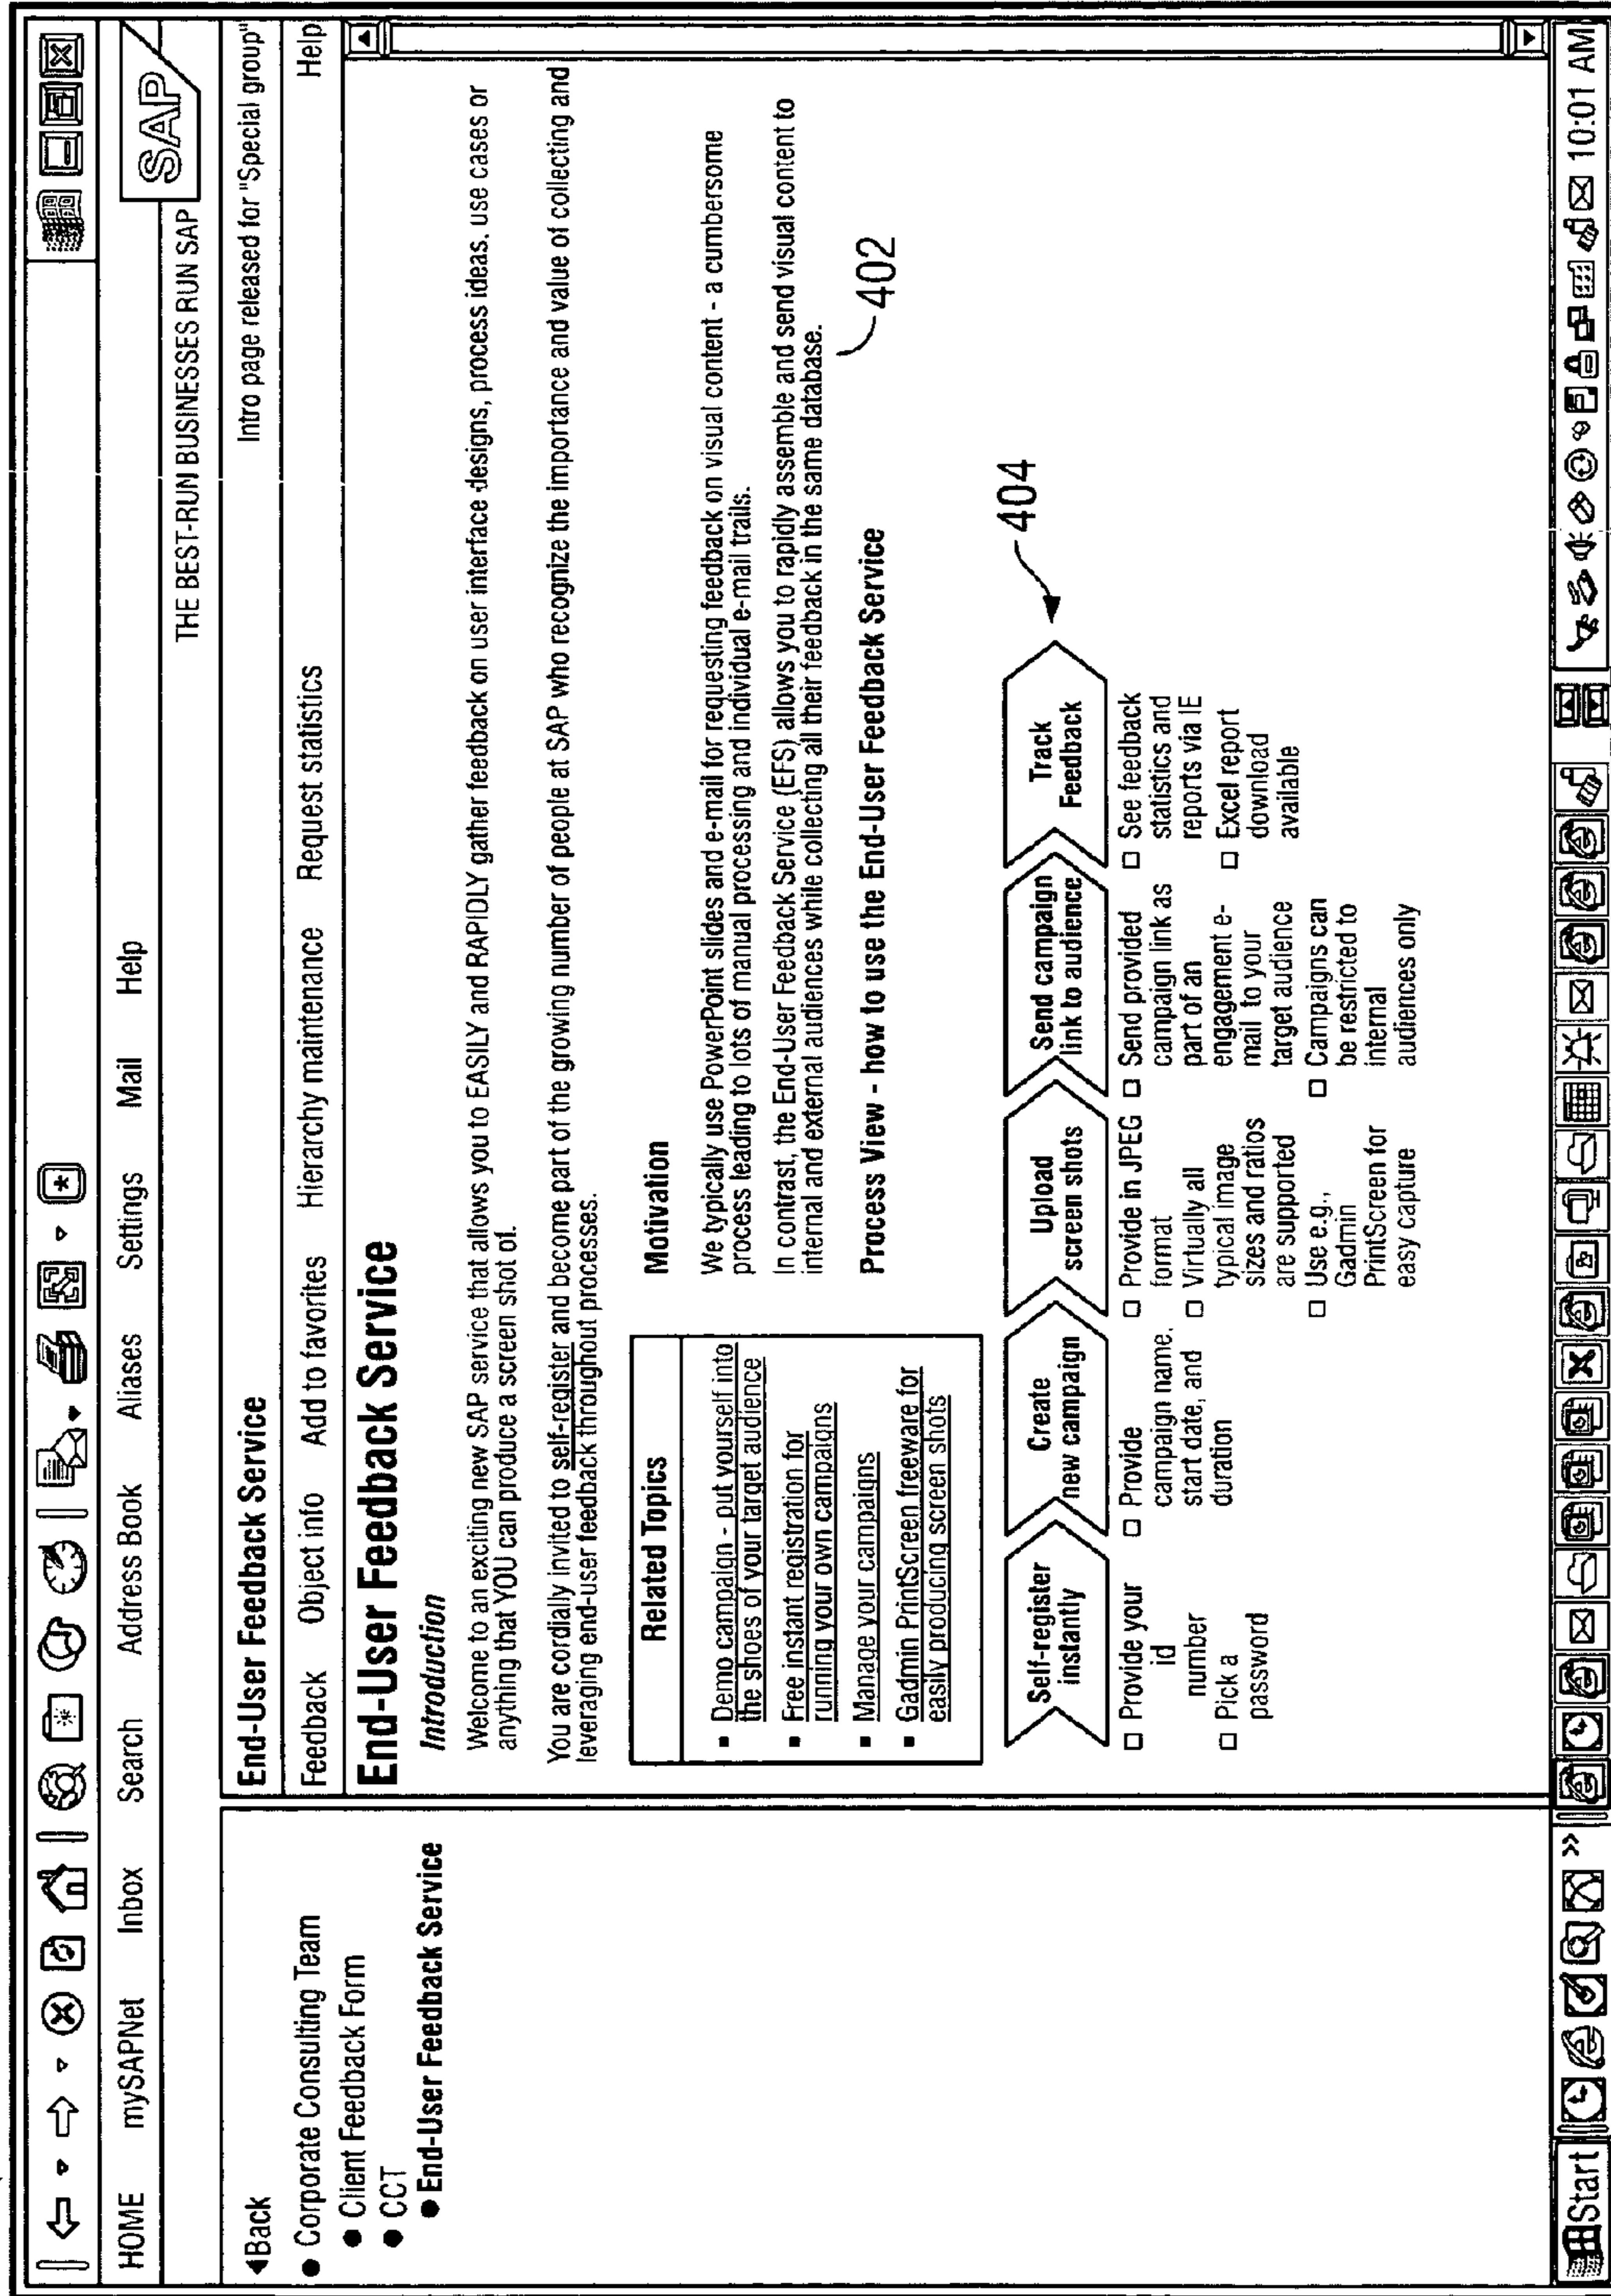 HOME mySAPNet Inbox Search Address Book Aliases Settings Mail Help
SAP
THE BEST-RUN BUSINESSES RUN SAP
◄Back
● Corporate Consulting Team
● Client Feedback Form
● CCT
● End-User Feedback Service
End-User Feedback Service
Intro page released for "Special group"
Feedback Object info Add to favorites Hierarchy maintenance Request statistics Help
End-User Feedback Service
Introduction
Welcome to an exciting new SAP service that allows you to EASILY and RAPIDLY gather feedback on user interface designs, process ideas, use cases or
anything that YOU can produce a screen shot of.
You are cordially invited to self-register and become part of the growing number of people at SAP who recognize the importance and value of collecting and
leveraging end-user feedback throughout processes.
Related Topics
▪ Demo campaign - put yourself into
the shoes of your target audience
▪ Free instant registration for
running your own campaigns
▪ Manage your campaigns
▪ Gadmin PrintScreen freeware for
easily producing screen shots
Motivation
We typically use PowerPoint slides and e-mail for requesting feedback on visual content - a cumbersome
process leading to lots of manual processing and individual e-mail trails.
In contrast, the End-User Feedback Service (EFS) allows you to rapidly assemble and send visual content to
internal and external audiences while collecting all their feedback in the same database.
402
Process View - how to use the End-User Feedback Service
404
Self-register
instantly
□ Provide your
id
number
□ Pick a
password
Create
new campaign
□ Provide
campaign name,
start date, and
duration
Upload
screen shots
□ Provide in JPEG
format
□ Virtually all
typical image
sizes and ratios
are supported
□ Use e.g.,
Gadmin
PrintScreen for
easy capture
Send campaign
link to audience
□ Send provided
campaign link as
part of an
engagement e-
mail to your
target audience
□ Campaigns can
be restricted to
internal
audiences only
Track
Feedback
□ See feedback
statistics and
reports via IE
□ Excel report
download
available
Start
10:01 AM